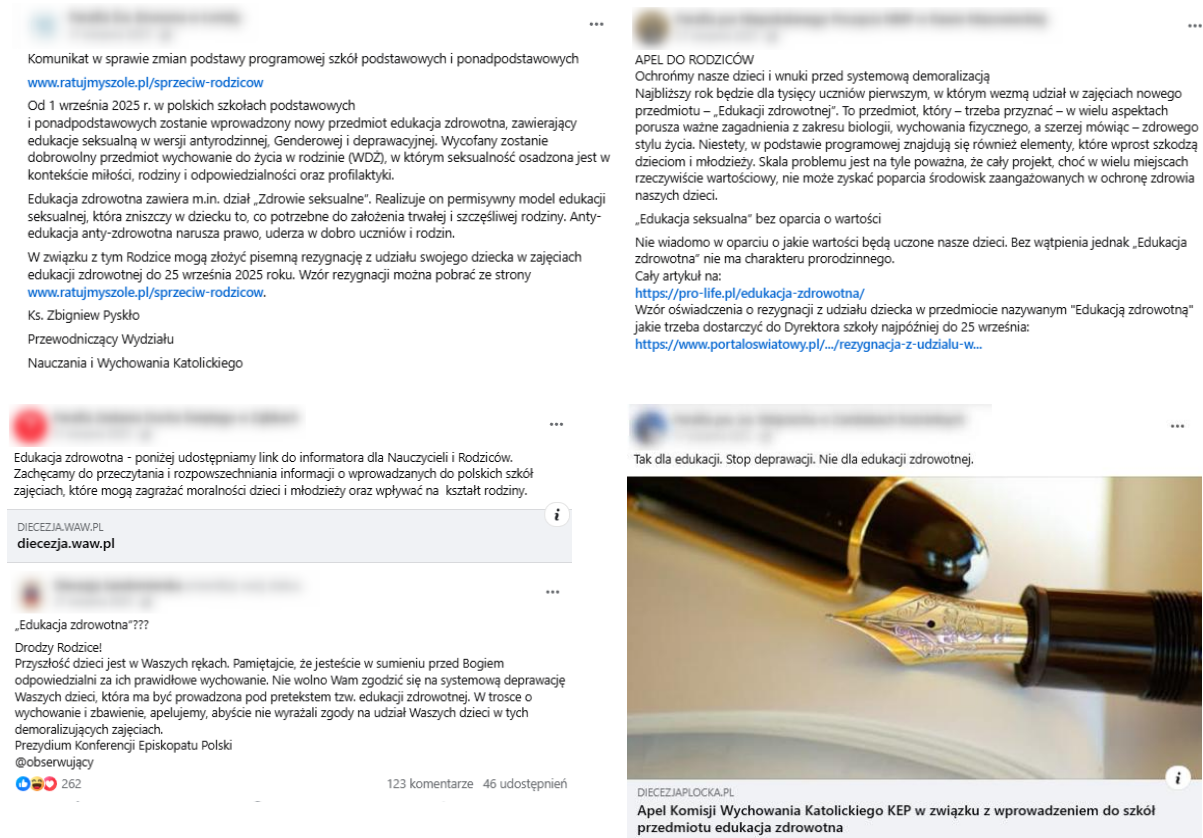 Komunikat w sprawie zmian podstawy programowej szkół podstawowych i ponadpodstawowych
www.ratujmyszole.pl/sprzeciw-rodzicow
Od 1 września 2025 r. w polskich szkołach podstawowych
i ponadpodstawowych zostanie wprowadzony nowy przedmiot edukacja zdrowotna, zawierający
edukacje seksualną w wersji antyrodzinnej, Genderowej i deprawacyjnej. Wycofany zostanie
dobrowolny przedmiot wychowanie do życia w rodzinie (WDŻ), w którym seksualność osadzona jest w
kontekście miłości, rodziny i odpowiedzialności oraz profilaktyki.
Edukacja zdrowotna zawiera m.in. dział „Zdrowie seksualne”. Realizuje on permisywny model edukacji
seksualnej, która zniszczy w dziecku to, co potrzebne do założenia trwałej i szczęśliwej rodziny. Anty-
edukacja anty-zdrowotna narusza prawo, uderza w dobro uczniów i rodzin.
W związku z tym Rodzice mogą złożyć pisemną rezygnację z udziału swojego dziecka w zajęciach
edukacji zdrowotnej do 25 września 2025 roku. Wzór rezygnacji można pobrać ze strony
www.ratujmyszole.pl/sprzeciw-rodzicow.
Ks. Zbigniew Pyskło
Przewodniczący Wydziału
Nauczania i Wychowania Katolickiego
APEL DO RODZICÓW
Ochrońmy nasze dzieci i wnuki przed systemową demoralizacją
Najbliższy rok będzie dla tysięcy uczniów pierwszym, w którym wezmą udział w zajęciach nowego
przedmiotu – „Edukacji zdrowotnej”. To przedmiot, który – trzeba przyznać – w wielu aspektach
porusza ważne zagadnienia z zakresu biologii, wychowania fizycznego, a szerzej mówiąc – zdrowego
stylu życia. Niestety, w podstawie programowej znajdują się również elementy, które wprost szkodzą
dzieciom i młodzieży. Skala problemu jest na tyle poważna, że cały projekt, choć w wielu miejscach
rzeczywiście wartościowy, nie może zyskać poparcia środowisk zaangażowanych w ochronę zdrowia
naszych dzieci.
„Edukacja seksualna” bez oparcia o wartości
Nie wiadomo w oparciu o jakie wartości będą uczone nasze dzieci. Bez wątpienia jednak „Edukacja
zdrowotna” nie ma charakteru prorodzinnego.
Cały artykuł na:
https://pro-life.pl/edukacja-zdrowotna/
Wzór oświadczenia o rezygnacji z udziału dziecka w przedmiocie nazywanym "Edukacją zdrowotną"
jakie trzeba dostarczyć do Dyrektora szkoły najpóźniej do 25 września:
https://www.portaloswiatowy.pl/.../rezygnacja-z-udzialu-w...
Edukacja zdrowotna - poniżej udostępniamy link do informatora dla Nauczycieli i Rodziców.
Zachęcamy do przeczytania i rozpowszechniania informacji o wprowadzanych do polskich szkół
zajęciach, które mogą zagrażać moralności dzieci i młodzieży oraz wpływać na kształt rodziny.
DIECEZJA.WAW.PL
diecezja.waw.pl
„Edukacja zdrowotna”???
Drodzy Rodzice!
Przyszłość dzieci jest w Waszych rękach. Pamiętajcie, że jesteście w sumieniu przed Bogiem
odpowiedzialni za ich prawidłowe wychowanie. Nie wolno Wam zgodzić się na systemową deprawację
Waszych dzieci, która ma być prowadzona pod pretekstem tzw. edukacji zdrowotnej. W trosce o
wychowanie i zbawienie, apelujemy, abyście nie wyrażali zgody na udział Waszych dzieci w tych
demoralizujących zajęciach.
Prezydium Konferencji Episkopatu Polski
@obserwujący
262
123 komentarze 46 udostępnień
Tak dla edukacji. Stop deprawacji. Nie dla edukacji zdrowotnej.
DIECEZJAPLOCKA.PL
Apel Komisji Wychowania Katolickiego KEP w związku z wprowadzeniem do szkół
przedmiotu edukacja zdrowotna